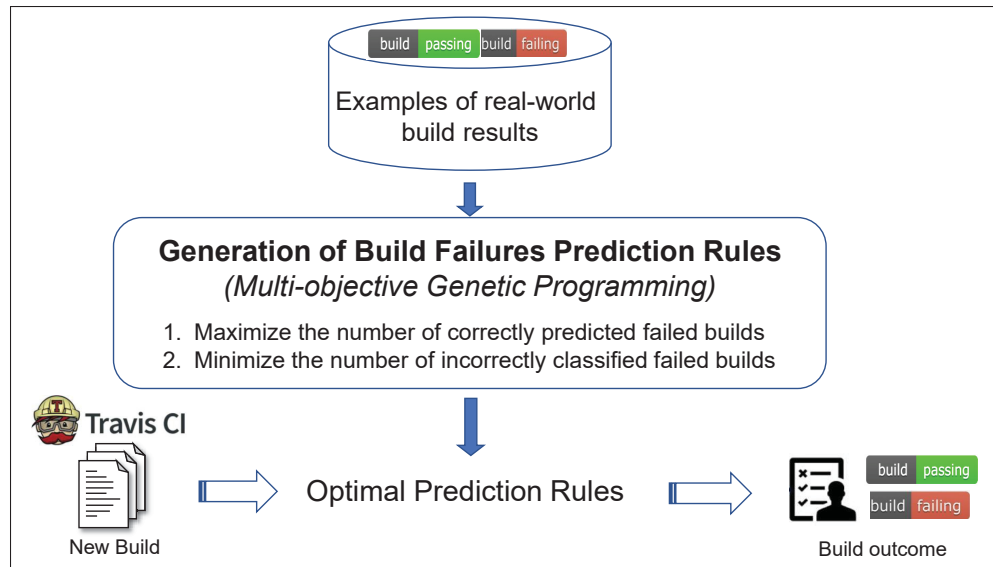 build passing build failing
Examples of real-world
build results
Generation of Build Failures Prediction Rules
(Multi-objective Genetic Programming)
1. Maximize the number of correctly predicted failed builds
2. Minimize the number of incorrectly classified failed builds
T
Travis CI
New Build
Optimal Prediction Rules
build passing
build failing
Build outcome